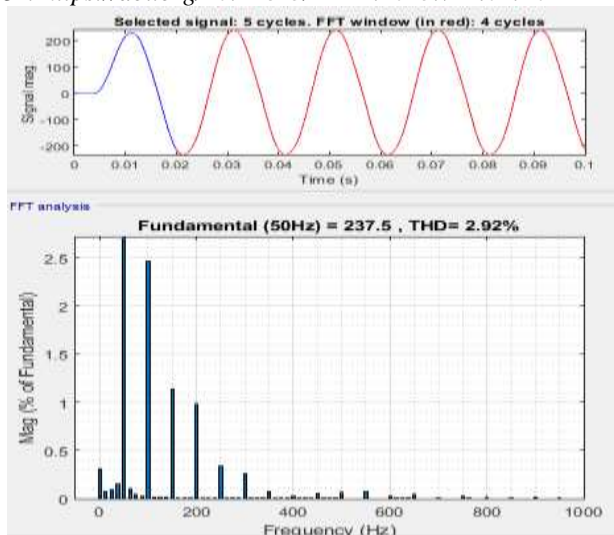 Selected signal: 5 cycles. FFT window (in red): 4 cycles
200
100
0
-100
-200
Signal mag.
0 0.01 0.02 0.03 0.04 0.05 0.06 0.07 0.08 0.09 0.1
Time (s)
FFT analysis
Fundamental (50Hz) = 237.5 , THD= 2.92%
2.5
2
1.5
1
0.5
0
Mag (% of Fundamental)
0 200 400 600 800 1000
Frequency (Hz)